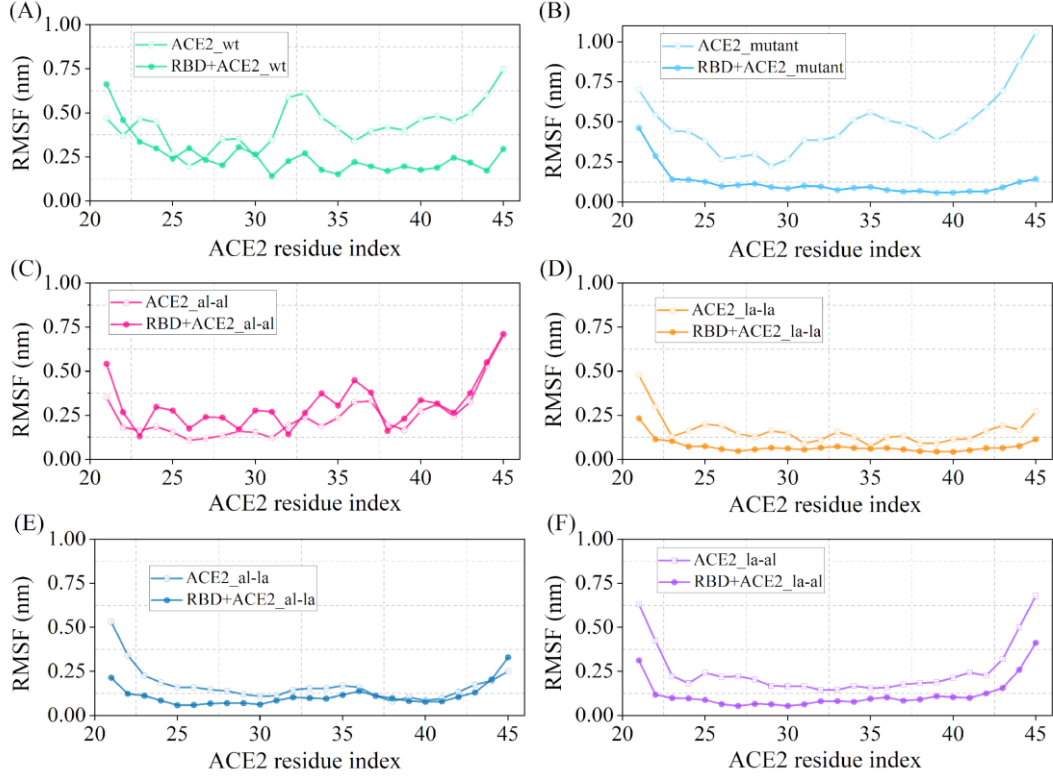 (A)
1.00
0.75
0.50
0.25
0.00
RMSF (nm)
ACE2_wt
RBD+ACE2_wt
20 25 30 35 40 45
ACE2 residue index
(B)
1.00
0.75
0.50
0.25
0.00
RMSF (nm)
ACE2_mutant
RBD+ACE2_mutant
20 25 30 35 40 45
ACE2 residue index
(C)
1.00
0.75
0.50
0.25
0.00
RMSF (nm)
ACE2_al-al
RBD+ACE2_al-al
20 25 30 35 40 45
ACE2 residue index
(D)
1.00
0.75
0.50
0.25
0.00
RMSF (nm)
ACE2_la-la
RBD+ACE2_la-la
20 25 30 35 40 45
ACE2 residue index
(E)
1.00
0.75
0.50
0.25
0.00
RMSF (nm)
ACE2_al-la
RBD+ACE2_al-la
20 25 30 35 40 45
ACE2 residue index
(F)
1.00
0.75
0.50
0.25
0.00
RMSF (nm)
ACE2_la-al
RBD+ACE2_la-al
20 25 30 35 40 45
ACE2 residue index